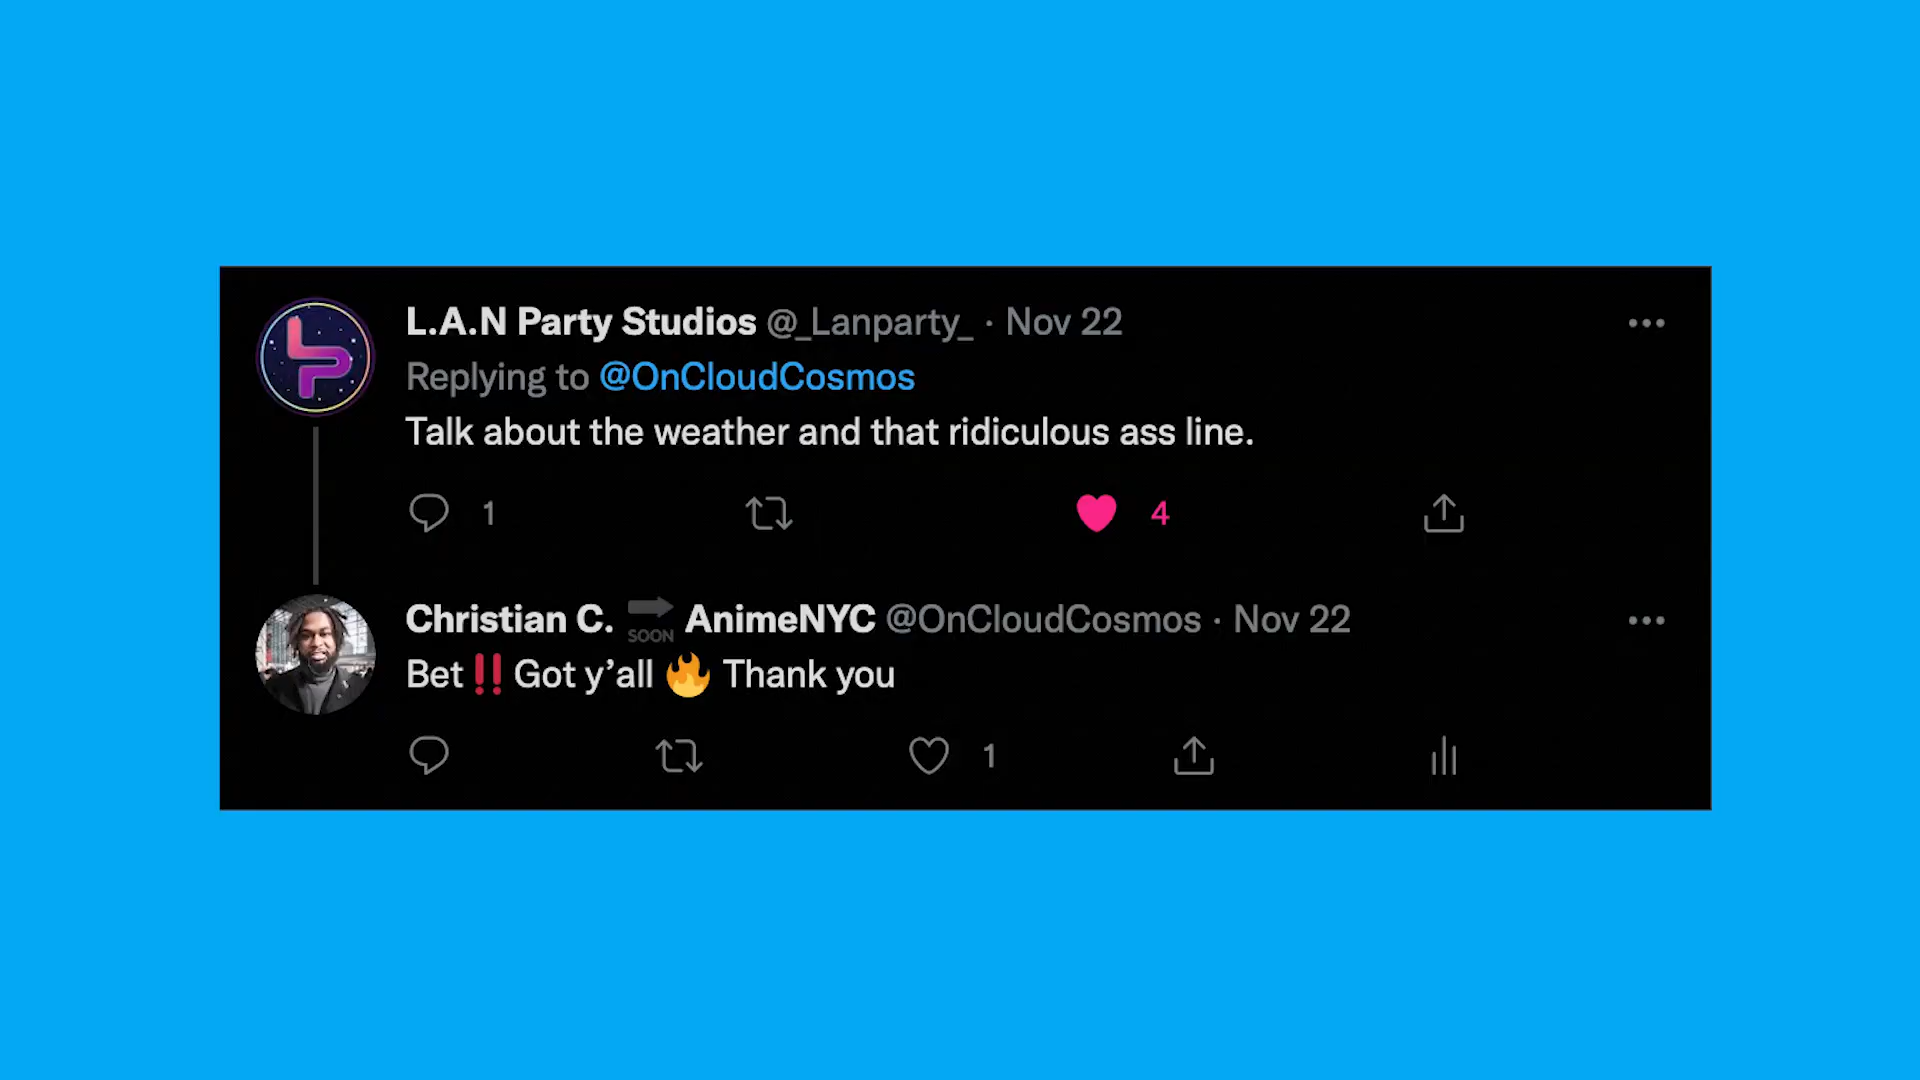 L.A.N Party Studios @_Lanparty_ · Nov 22
Replying to @OnCloudCosmos
Talk about the weather and that ridiculous ass line.
1 4
Christian C. 🔜 AnimeNYC @OnCloudCosmos · Nov 22
Bet‼️Got y’all 🔥 Thank you
1